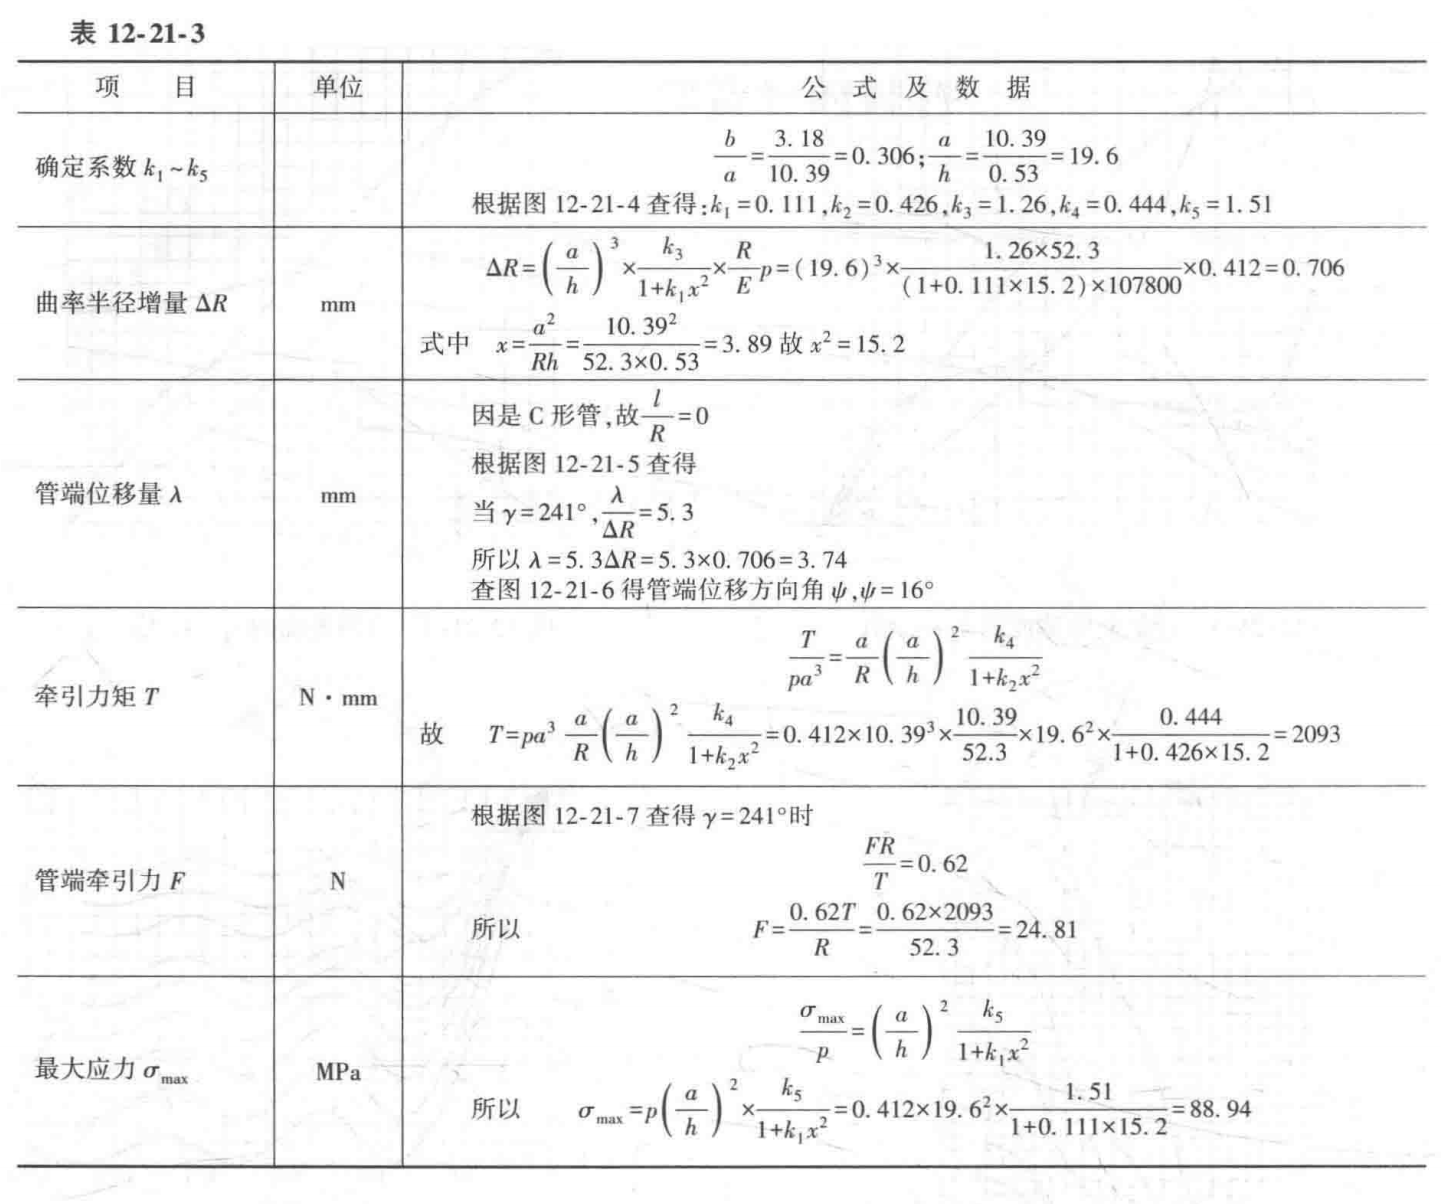 表 12-21-3
项 目 单位 公 式 及 数 据
确定系数 k₁~k₅
b/a=3.18/10.39=0.306; a/h=10.39/0.53=19.6
根据图 12-21-4 查得:k₁=0.111,k₂=0.426,k₃=1.26,k₄=0.444,k₅=1.51
曲率半径增量 ΔR mm
ΔR=(a/h)³×k₃/(1+k₁x²)×(R/E)p=(19.6)³×(1.26×52.3)/((1+0.111×15.2)×107800)×0.412=0.706
式中 x=a²/(Rh)=10.39²/(52.3×0.53)=3.89 故 x²=15.2
管端位移量 λ mm
因是 C 形管,故 l/R=0
根据图 12-21-5 查得
当 γ=241°, λ/ΔR=5.3
所以 λ=5.3ΔR=5.3×0.706=3.74
查图 12-21-6 得管端位移方向角 ψ,ψ=16°
牵引力矩 T N·mm
T/(pa³)=(a/R)(a/h)² k₄/(1+k₂x²)
故 T=pa³ (a/R)(a/h)² k₄/(1+k₂x²)=0.412×10.39³×10.39/52.3×19.6²×0.444/(1+0.426×15.2)=2093
管端牵引力 F N
根据图 12-21-7 查得 γ=241°时
FR/T=0.62
所以 F=0.62T/R=(0.62×2093)/52.3=24.81
最大应力 σmax MPa
σmax/p=(a/h)² k₅/(1+k₁x²)
所以 σmax=p(a/h)²×k₅/(1+k₁x²)=0.412×19.6²×1.51/(1+0.111×15.2)=88.94